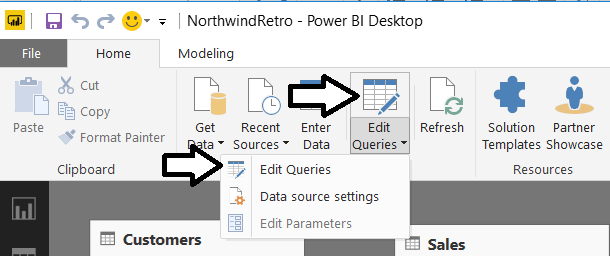 NorthwindRetro - Power BI Desktop
File
Home
Modeling
Paste
Cut
Copy
Format Painter
Clipboard
Get
Data
Recent
Sources
Enter
Data
Edit
Queries
Refresh
Solution
Templates
Partner
Showcase
Resources
Edit Queries
Data source settings
Edit Parameters
Customers
Sales